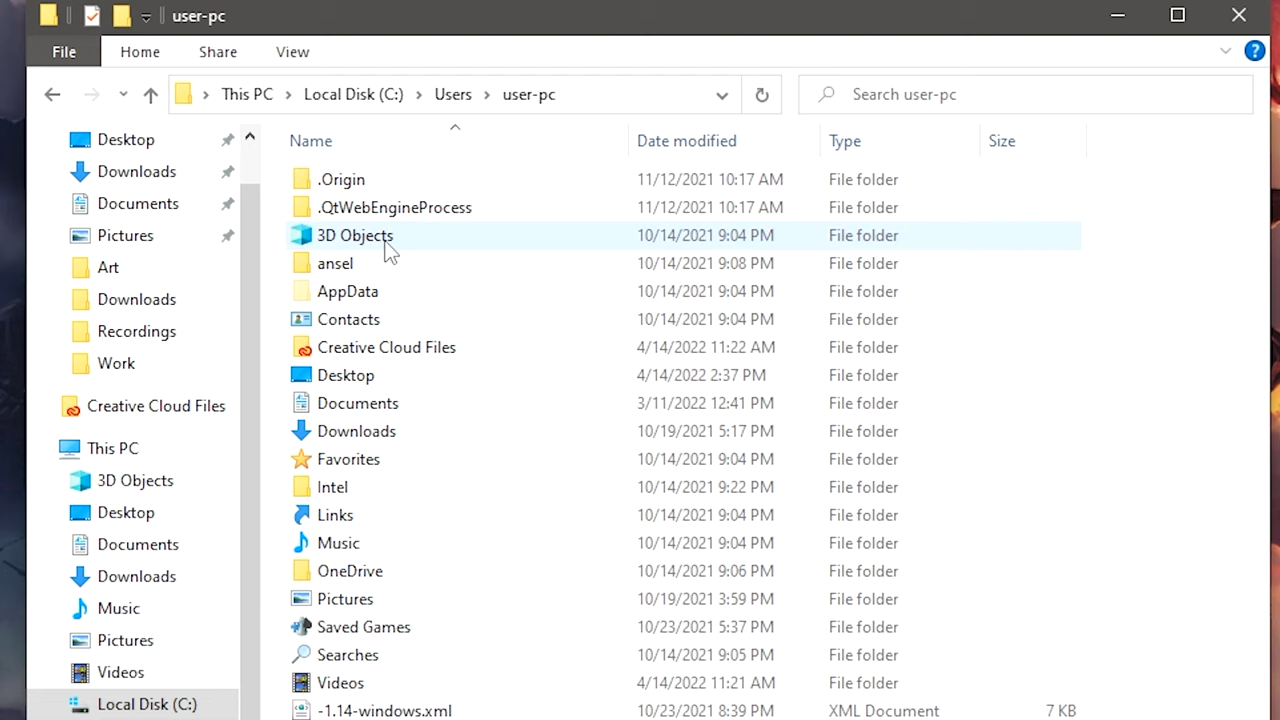 user-pc
File Home Share View
This PC Local Disk (C:) Users user-pc Search user-pc
Name Date modified Type Size
Desktop
Downloads
Documents
Pictures
Art
Downloads
Recordings
Work
Creative Cloud Files
This PC
3D Objects
Desktop
Documents
Downloads
Music
Pictures
Videos
Local Disk (C:)
.Origin 11/12/2021 10:17 AM File folder
.QtWebEngineProcess 11/12/2021 10:17 AM File folder
3D Objects 10/14/2021 9:04 PM File folder
ansel 10/14/2021 9:08 PM File folder
AppData 10/14/2021 9:04 PM File folder
Contacts 10/14/2021 9:04 PM File folder
Creative Cloud Files 4/14/2022 11:22 AM File folder
Desktop 4/14/2022 2:37 PM File folder
Documents 3/11/2022 12:41 PM File folder
Downloads 10/19/2021 5:17 PM File folder
Favorites 10/14/2021 9:04 PM File folder
Intel 10/14/2021 9:22 PM File folder
Links 10/14/2021 9:04 PM File folder
Music 10/14/2021 9:04 PM File folder
OneDrive 10/14/2021 9:06 PM File folder
Pictures 10/19/2021 3:59 PM File folder
Saved Games 10/23/2021 5:37 PM File folder
Searches 10/14/2021 9:05 PM File folder
Videos 4/14/2022 11:21 AM File folder
-1.14-windows.xml 10/23/2021 8:39 PM XML Document 7 KB